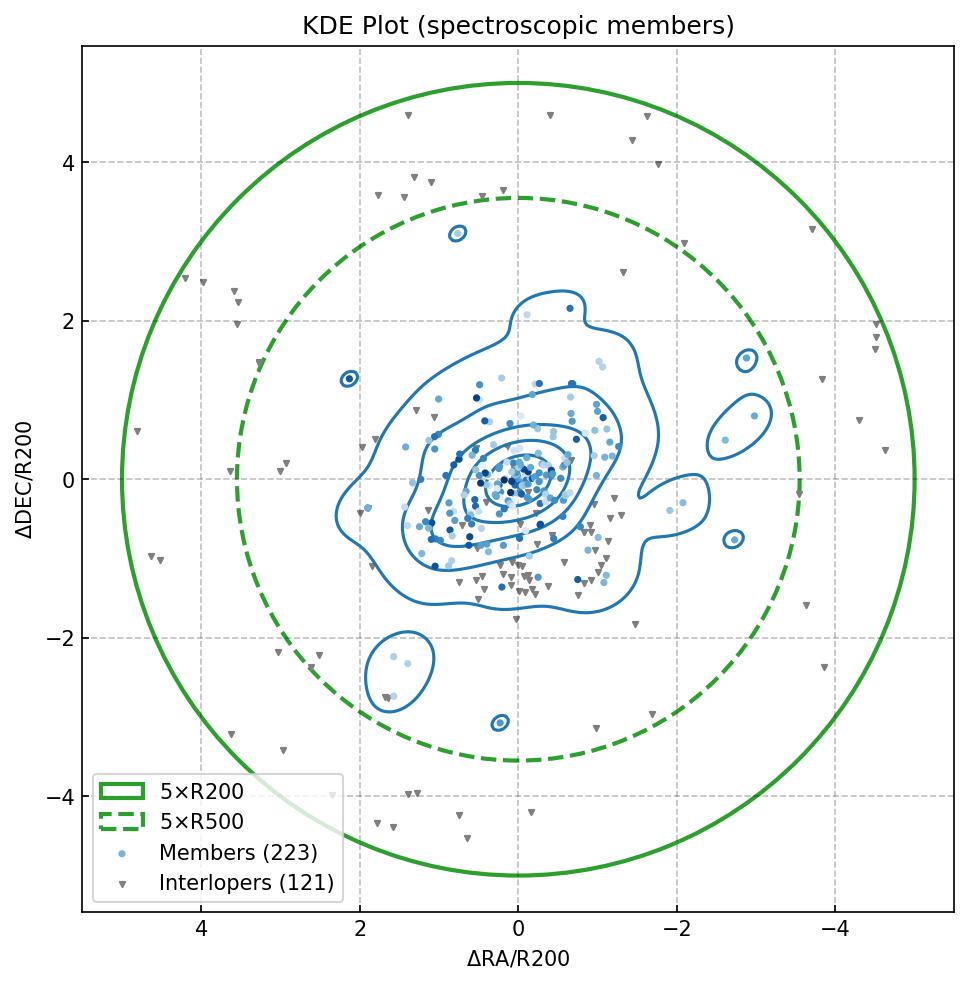 KDE Plot (spectroscopic members)
4
2
0
−2
−4
ΔDEC/R200
5×R200
5×R500
Members (223)
Interlopers (121)
4
2
0
−2
−4
ΔRA/R200